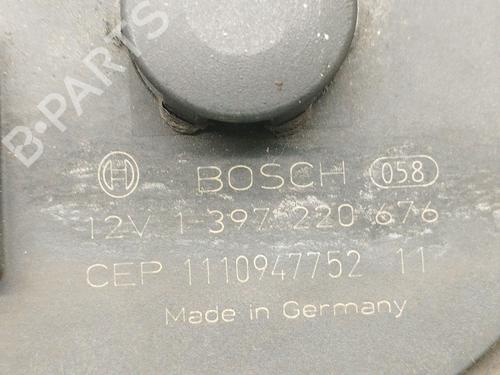 B-PARTS
BOSCH 058
12V 1 397 220 676
CEP 1110947752 11
Made in Germany